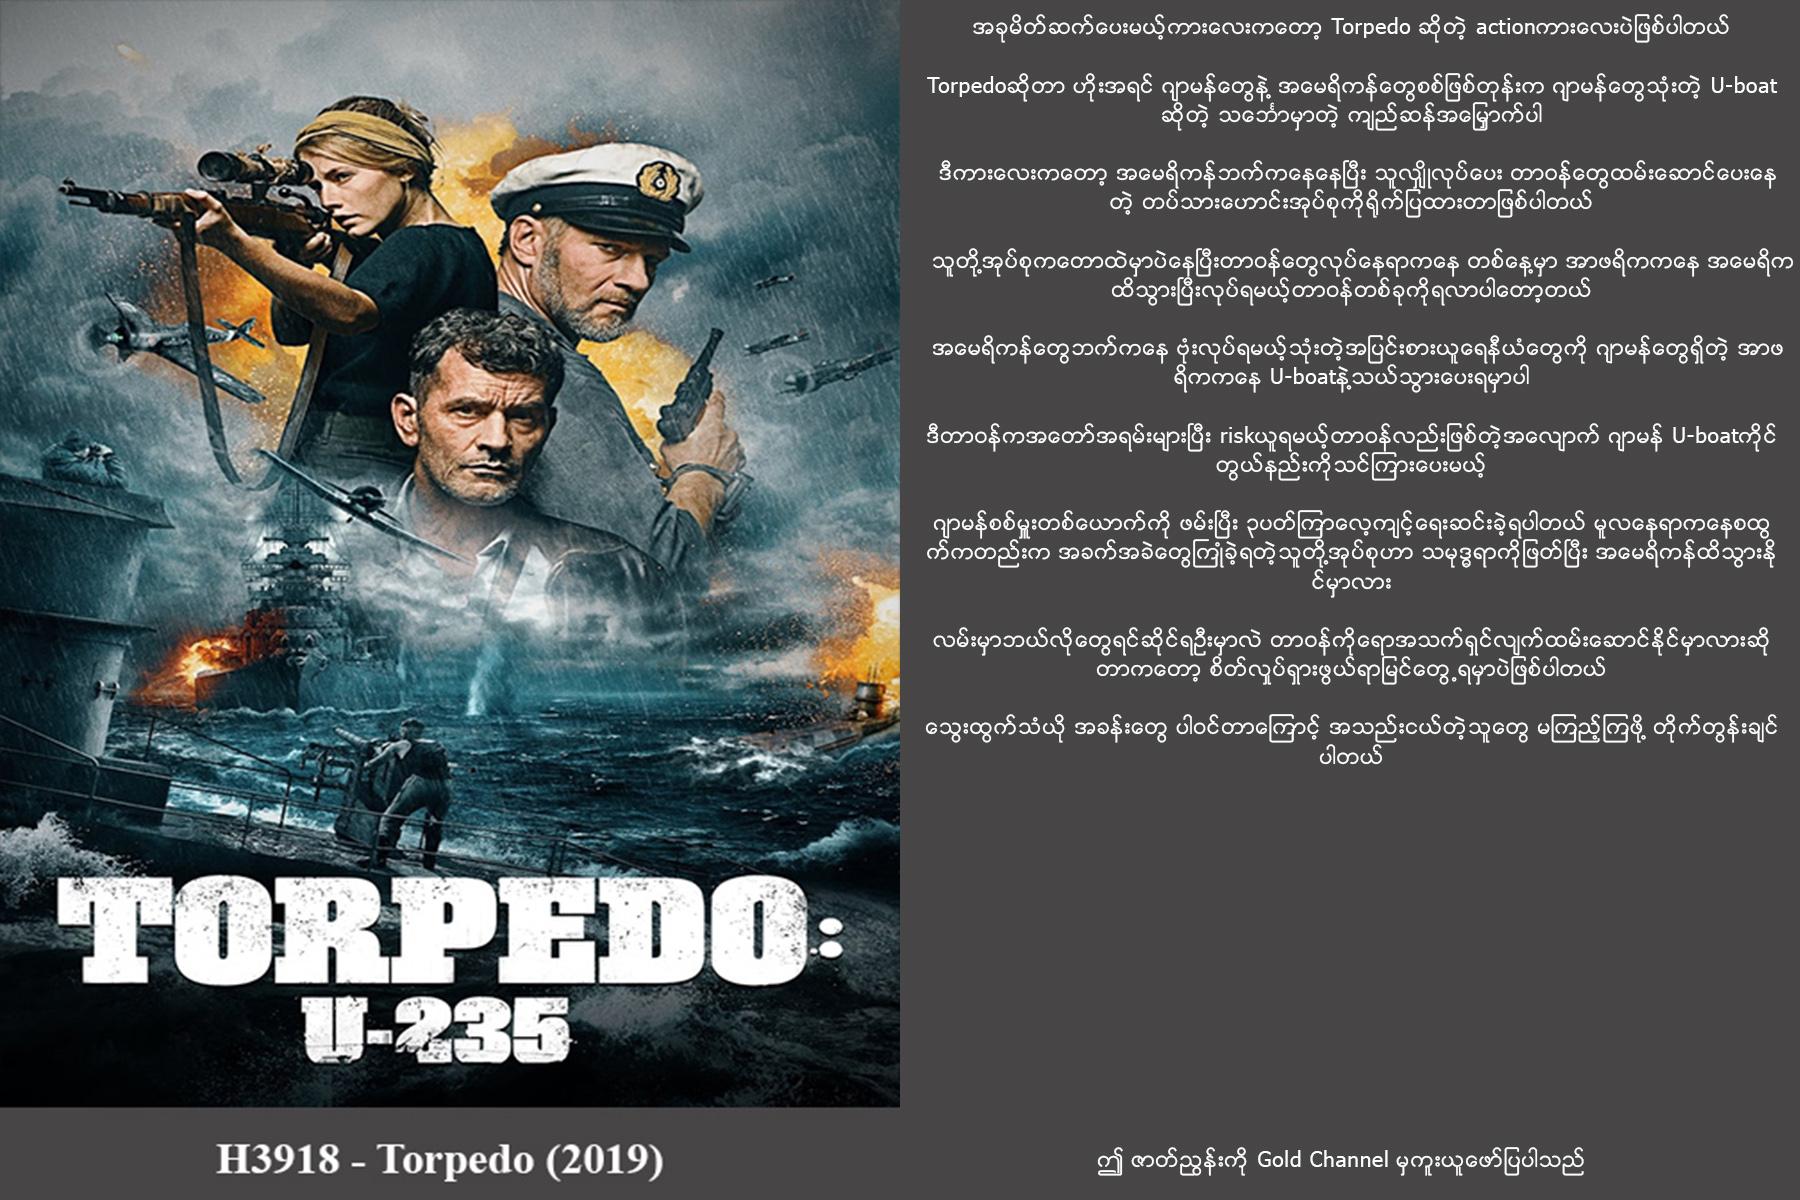 TORPEDO:
U-235
H3918 - Torpedo (2019)
အခုမိတ်ဆက်ပေးမယ့်ကားလေးကတော့ Torpedo ဆိုတဲ့ actionကားလေးပဲဖြစ်ပါတယ်
Torpedoဆိုတာ ဟိုးအရင် ဂျာမန်တွေနဲ့ အမေရိကန်တွေစစ်ဖြစ်တုန်းက ဂျာမန်တွေသုံးတဲ့ U-boat
ဆိုတဲ့ သင်္ဘောမှာတဲ့ ကျည်ဆန်အမြှောက်ပါ
ဒီကားလေးကတော့ အမေရိကန်ဘက်ကနေနေပြီး သူလျှိုလုပ်ပေး တာဝန်တွေထမ်းဆောင်ပေးနေ
တဲ့ တပ်သားဟောင်းအုပ်စုကိုရိုက်ပြထားတာဖြစ်ပါတယ်
သူတို့အုပ်စုကတောထဲမှာပဲနေပြီးတာဝန်တွေလုပ်နေရာကနေ တစ်နေ့မှာ အာဖရိကကနေ အမေရိက
ထိသွားပြီးလုပ်ရမယ့်တာဝန်တစ်ခုကိုရလာပါတော့တယ်
အမေရိကန်တွေဘက်ကနေ ဗုံးလုပ်ရမယ့်သုံးတဲ့အပြင်းစားယူရေနီယံတွေကို ဂျာမန်တွေရှိတဲ့ အာဖ
ရိကကနေ U-boatနဲ့သယ်သွားပေးရမှာပါ
ဒီတာဝန်ကအတော်အရမ်းများပြီး riskယူရမယ့်တာဝန်လည်းဖြစ်တဲ့အလျောက် ဂျာမန် U-boatကိုင်
တွယ်နည်းကိုသင်ကြားပေးမယ့်
ဂျာမန်စစ်မှူးတစ်ယောက်ကို ဖမ်းပြီး ၃ပတ်ကြာလေ့ကျင့်ရေးဆင်းခဲ့ရပါတယ် မူလနေရာကနေစထွ
က်ကတည်းက အခက်အခဲတွေကြုံခဲ့ရတဲ့သူတို့အုပ်စုဟာ သမုဒ္ဓရာကိုဖြတ်ပြီး အမေရိကန်ထိသွားနို
င်မှာလား
လမ်းမှာဘယ်လိုတွေရင်ဆိုင်ရဦးမှာလဲ တာဝန်ကိုရောအသက်ရှင်လျက်ထမ်းဆောင်နိုင်မှာလားဆို
တာကတော့ စိတ်လှုပ်ရှားဖွယ်ရာမြင်တွေ့ရမှာပဲဖြစ်ပါတယ်
သွေးထွက်သံယို အခန်းတွေ ပါဝင်တာကြောင့် အသည်းငယ်တဲ့သူတွေ မကြည့်ကြဖို့ တိုက်တွန်းချင်
ပါတယ်
ဤ ဇာတ်ညွှန်းကို Gold Channel မှကူးယူဖော်ပြပါသည်